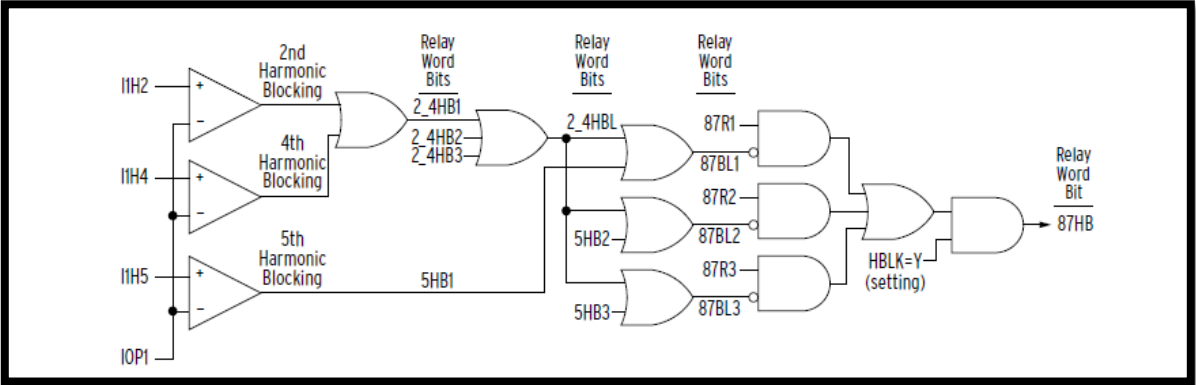 2nd
Harmonic
Blocking
Relay
Word
Bits
Relay
Word
Bits
Relay
Word
Bits
I1H2
+
−
2_4HB1
2_4HB2
2_4HB3
2_4HBL
87R1
87BL1
4th
Harmonic
Blocking
I1H4
+
−
87R2
5HB2
87BL2
Relay
Word
Bit
87HB
5th
Harmonic
Blocking
I1H5
+
−
5HB1
87R3
5HB3
87BL3
HBLK=Y
(setting)
IOP1